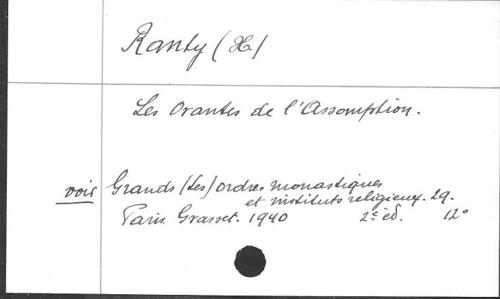 Ranty (H)
Les Orantes de l'Assomption.
voir Grands (Les) ordres monastiques
et instituts religieux. 29.
Paris. Grasset. 1940 2e éd. 12°